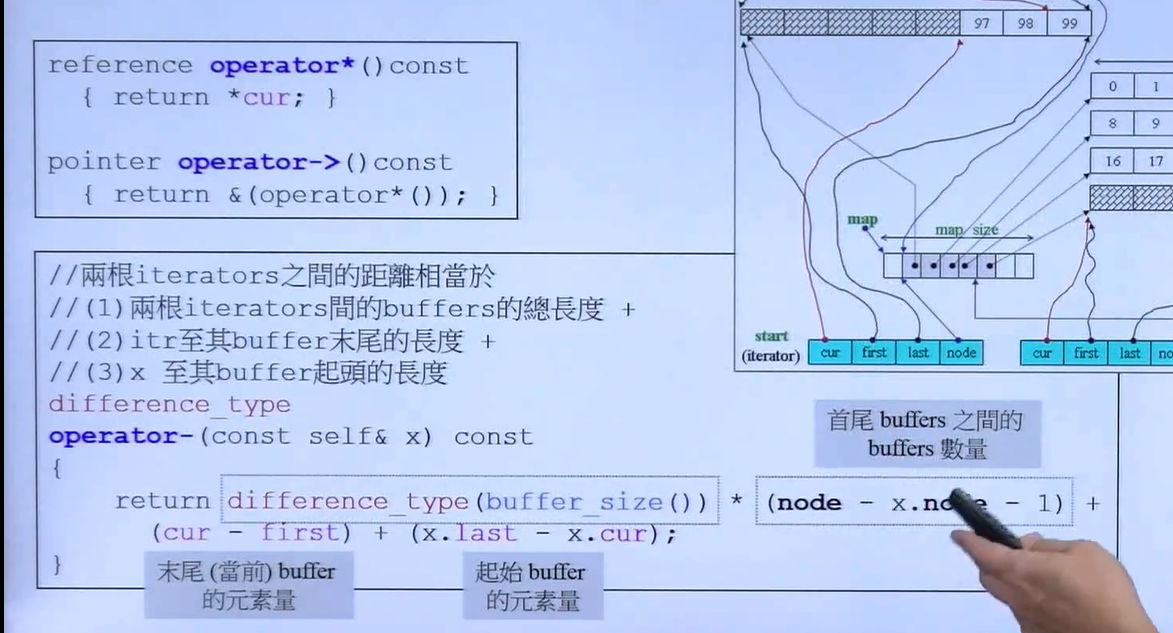 reference operator*()const
{ return *cur; }
pointer operator->()const
{ return &(operator*()); }
//兩根iterators之間的距離相當於
//(1)兩根iterators間的buffers的總長度 +
//(2)itr至其buffer末尾的長度 +
//(3)x 至其buffer起頭的長度
difference_type
operator-(const self& x) const
{
return difference_type(buffer_size()) * (node - x.node - 1) +
(cur - first) + (x.last - x.cur);
}
末尾(當前) buffer
的元素量
起始 buffer
的元素量
首尾 buffers 之間的
buffers 數量
97 98 99
0 1
8 9
16 17
map
map size
start
(iterator)
cur first last node
cur first last